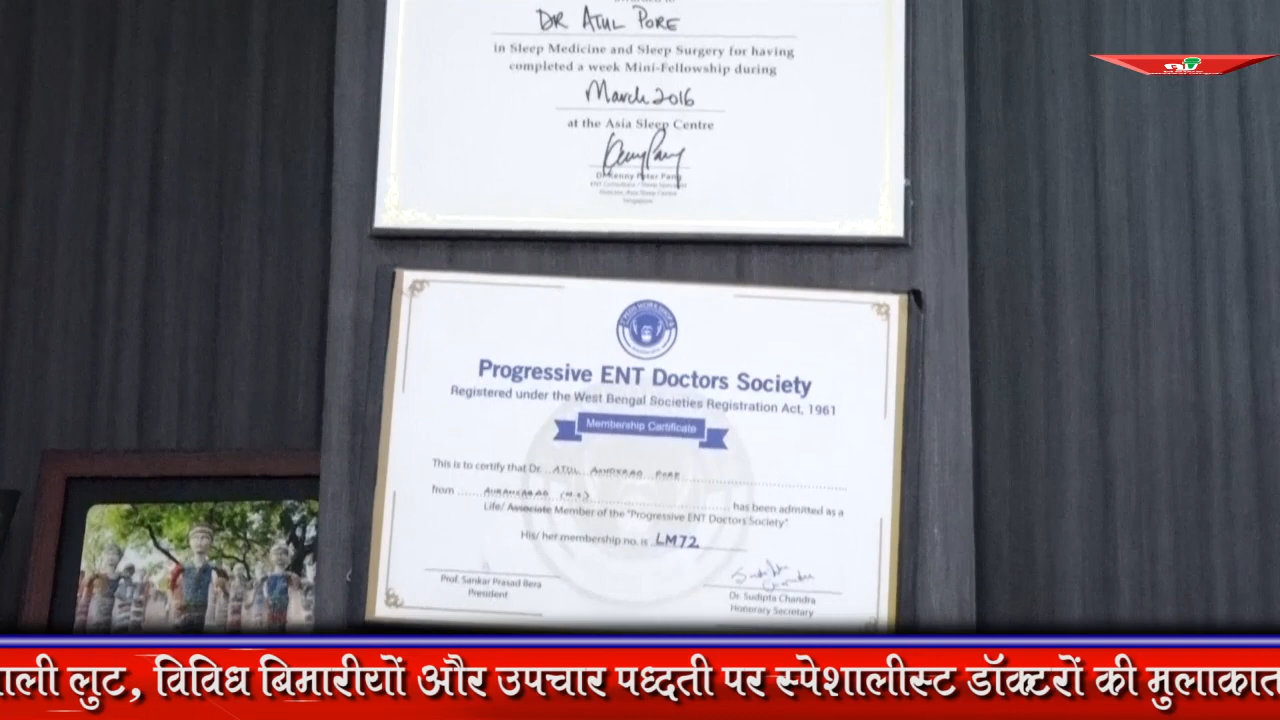 DR ATUL PORE
in Sleep Medicine and Sleep Surgery for having
completed a week Mini-Fellowship during
March 2016
at the Asia Sleep Centre
Progressive ENT Doctors Society
Registered under the West Bengal Societies Registration Act, 1961
Membership Certificate
This is to certify that Dr. ATUL PORE
from has been admitted as a
Life/ Associate Member of the "Progressive ENT Doctors Society"
His/ her membership no. is LM72
Prof. Sankar Prasad Bera
President
Dr. Sudipta Chandra
Honorary Secretary
ाली लुट, विविध बिमारीयों और उपचार पध्दती पर स्पेशालीस्ट डॉक्टरों की मुलाकात